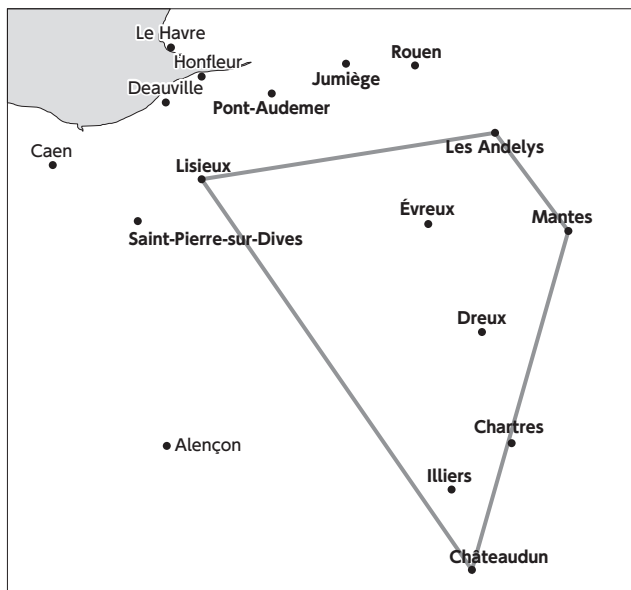 Le Havre
Honfleur
Deauville
Pont-Audemer
Jumiège
Rouen
Caen
Lisieux
Les Andelys
Saint-Pierre-sur-Dives
Évreux
Mantes
Dreux
Alençon
Chartres
Illiers
Châteaudun